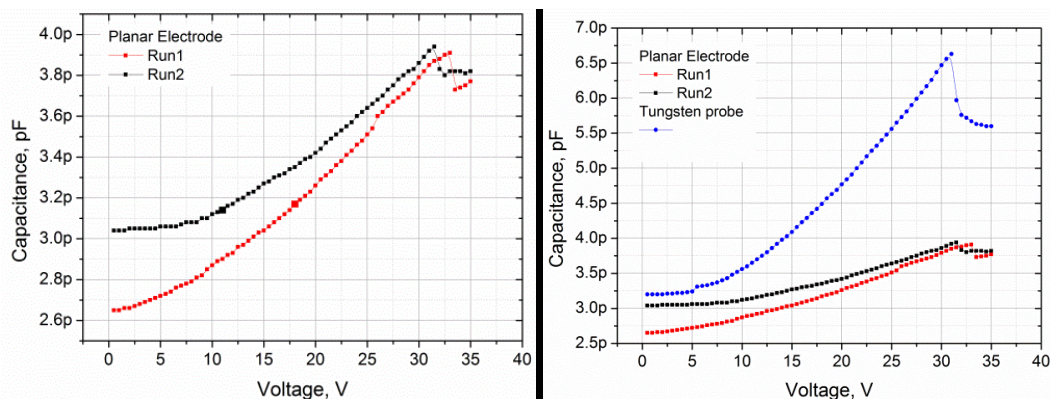 4.0p
3.8p
3.6p
3.4p
3.2p
3.0p
2.8p
2.6p
Capacitance, pF
Planar Electrode
Run1
Run2
0 5 10 15 20 25 30 35 40
Voltage, V
7.0p
6.5p
6.0p
5.5p
5.0p
4.5p
4.0p
3.5p
3.0p
2.5p
Capacitance, pF
Planar Electrode
Run1
Run2
Tungsten probe
0 5 10 15 20 25 30 35 40
Voltage, V